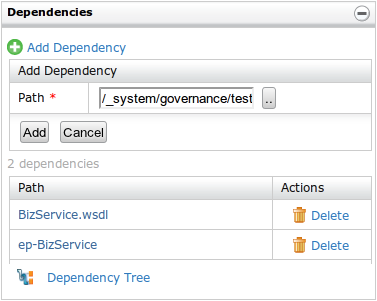 Dependencies
Add Dependency
Add Dependency
Path * /_system/governance/test ..
Add Cancel
2 dependencies
Path Actions
BizService.wsdl Delete
ep-BizService Delete
Dependency Tree